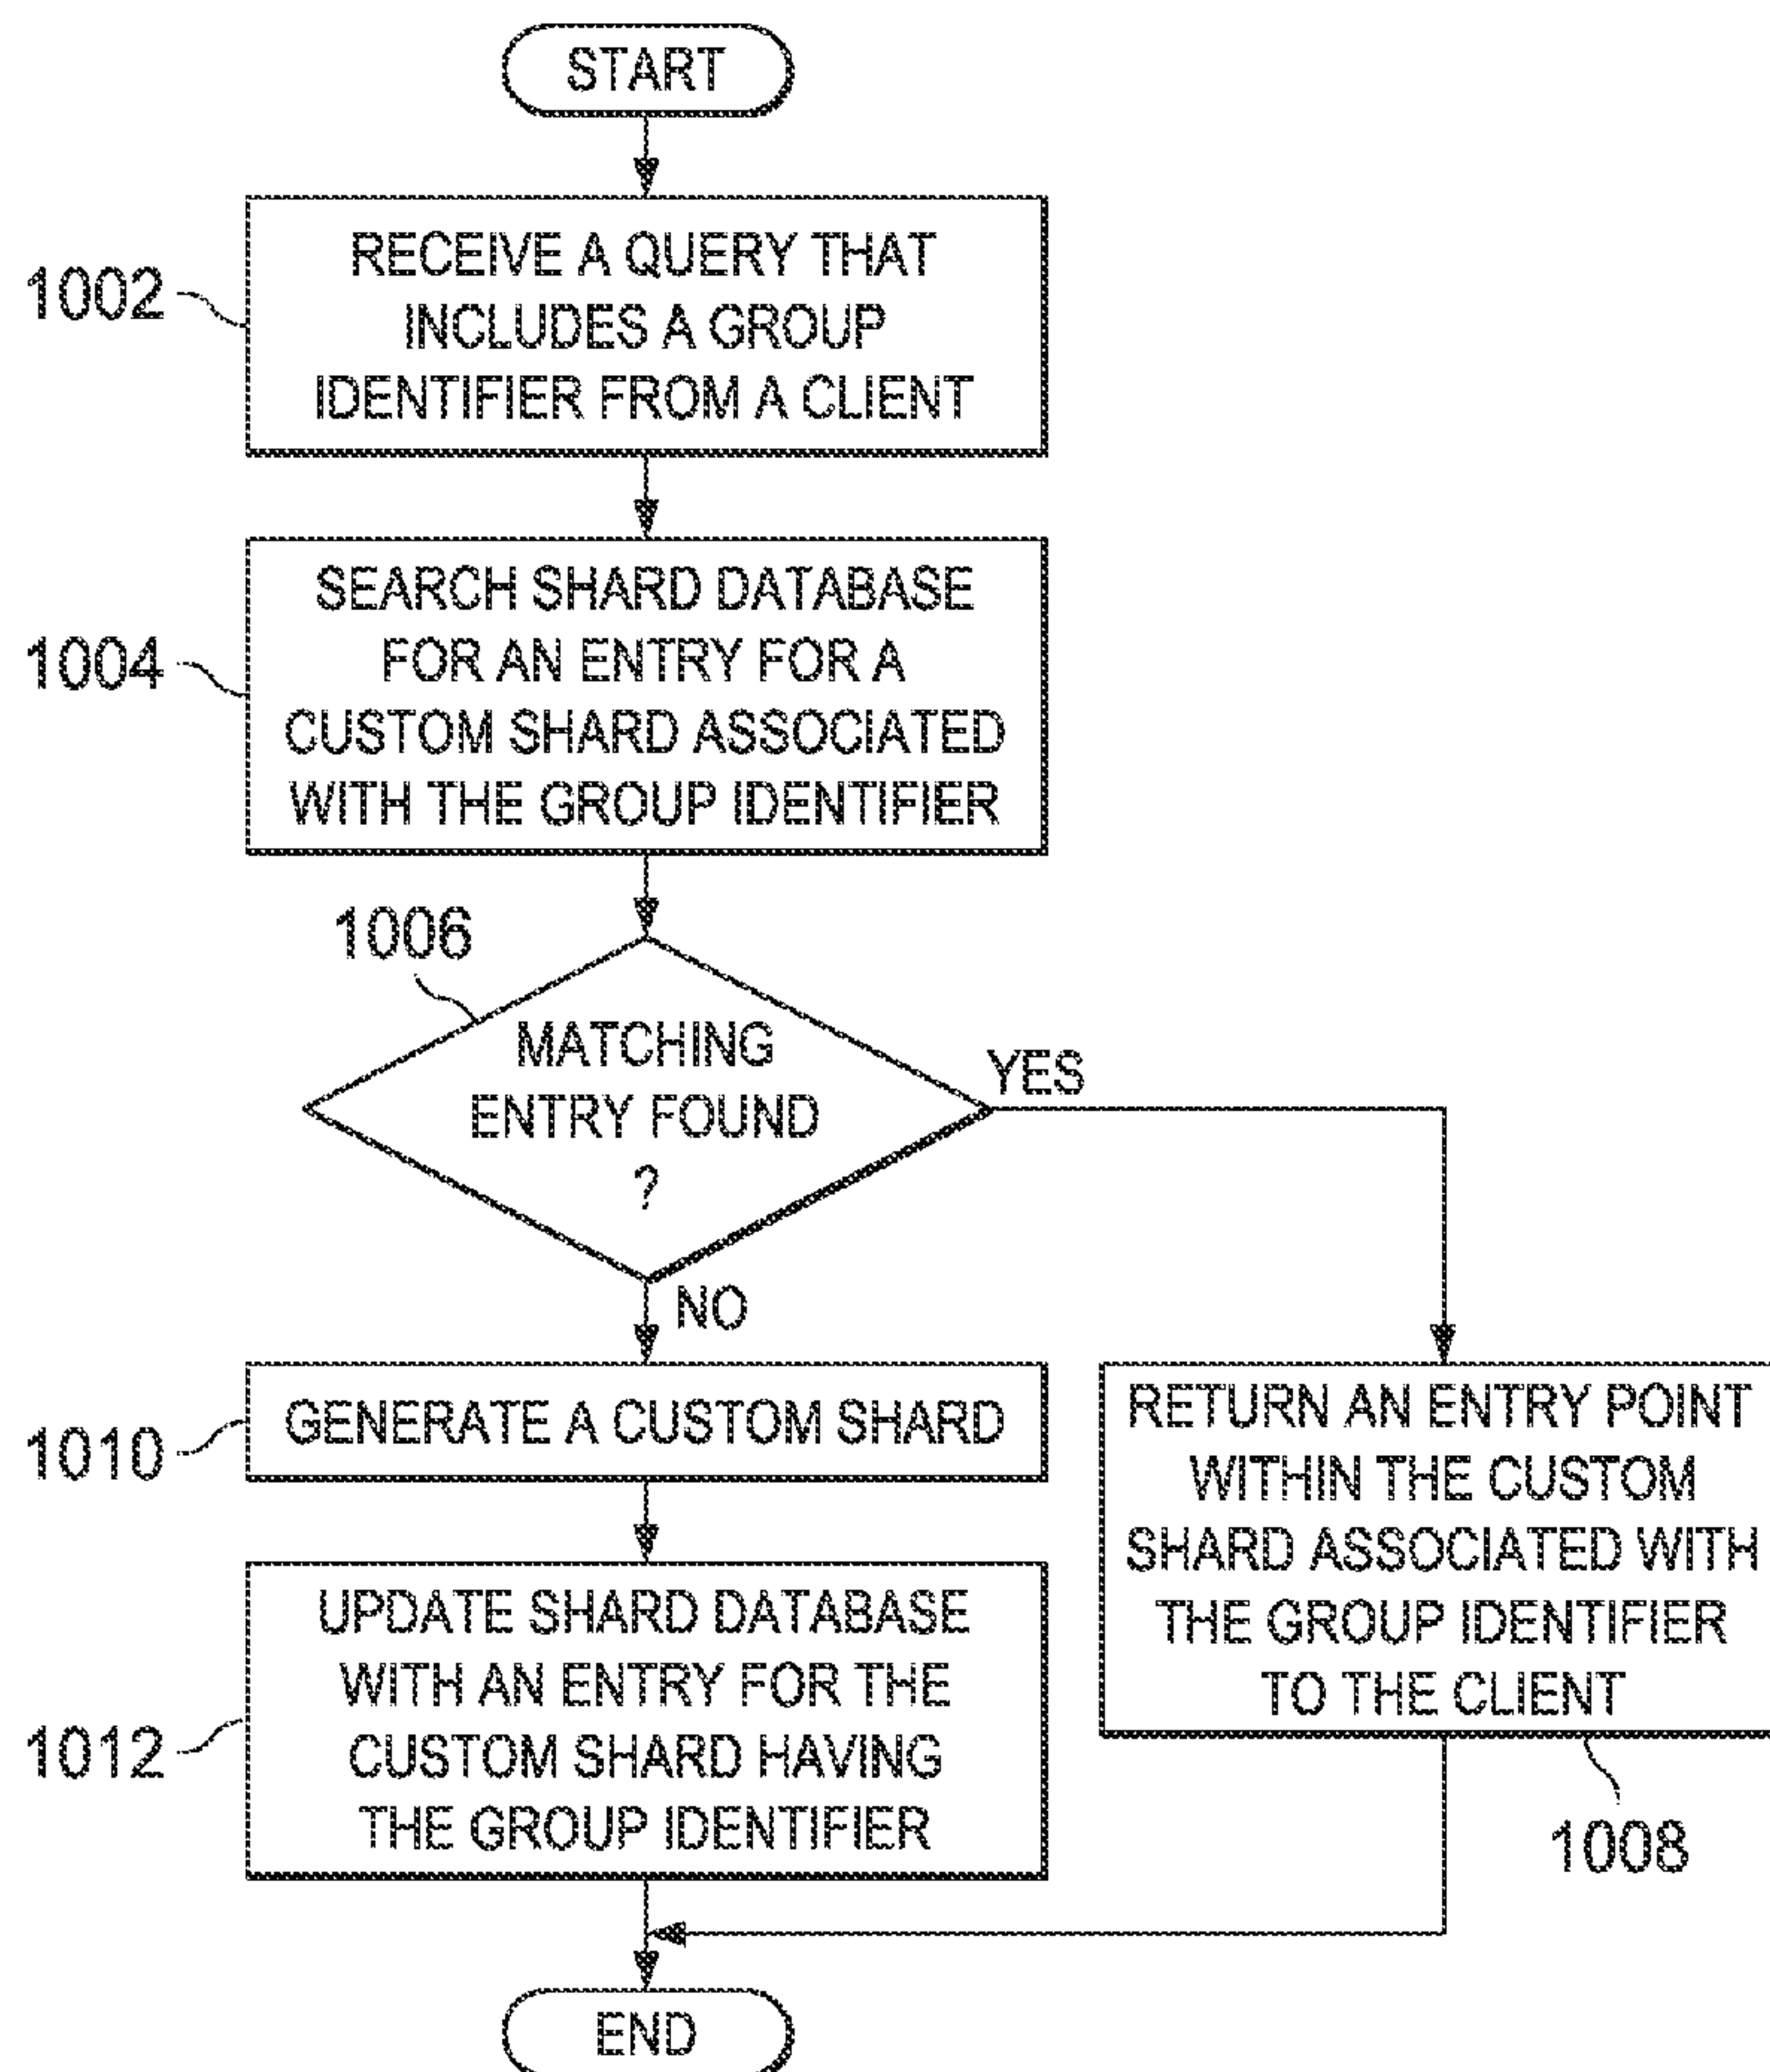 START
1002
RECEIVE A QUERY THAT
INCLUDES A GROUP
IDENTIFIER FROM A CLIENT
1004
SEARCH SHARD DATABASE
FOR AN ENTRY FOR A
CUSTOM SHARD ASSOCIATED
WITH THE GROUP IDENTIFIER
1006
MATCHING
ENTRY FOUND
?
YES
NO
1010
GENERATE A CUSTOM SHARD
RETURN AN ENTRY POINT
WITHIN THE CUSTOM
SHARD ASSOCIATED WITH
THE GROUP IDENTIFIER
TO THE CLIENT
1008
1012
UPDATE SHARD DATABASE
WITH AN ENTRY FOR THE
CUSTOM SHARD HAVING
THE GROUP IDENTIFIER
END